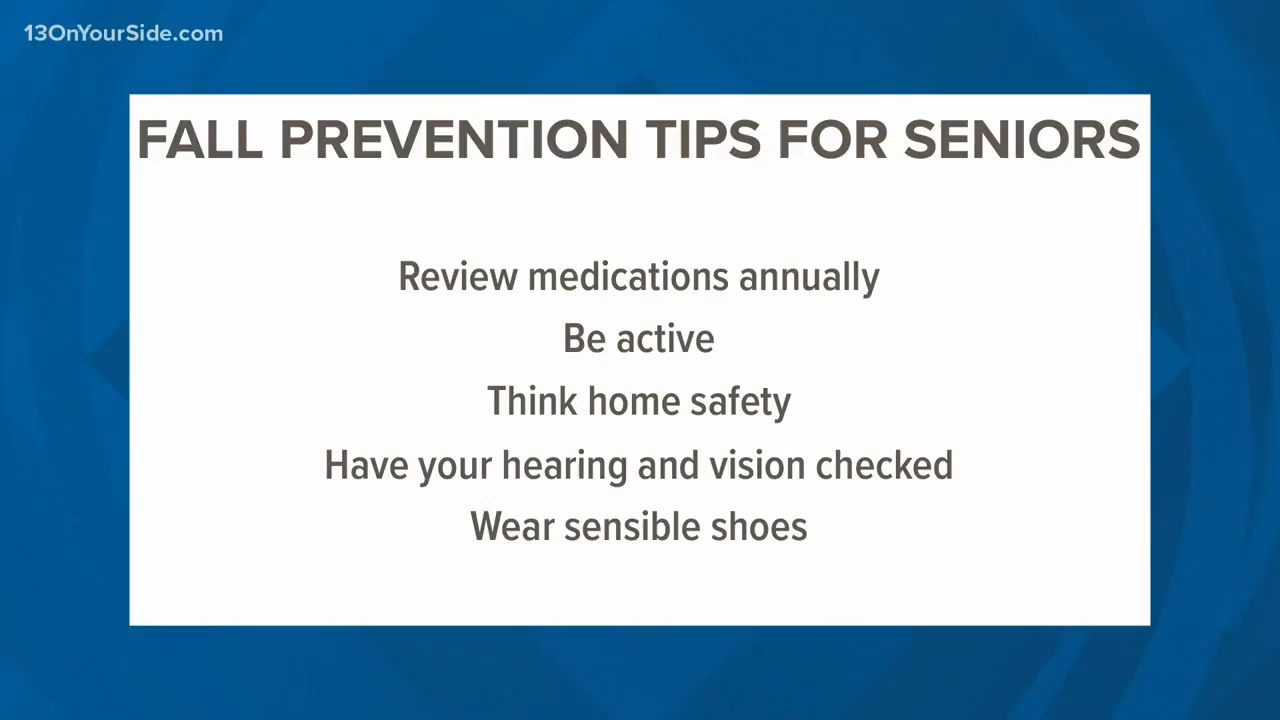 13OnYourSide.com
FALL PREVENTION TIPS FOR SENIORS
Review medications annually
Be active
Think home safety
Have your hearing and vision checked
Wear sensible shoes